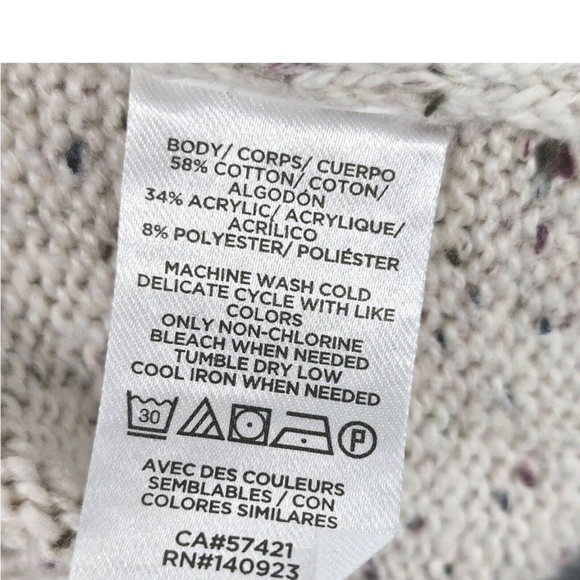 BODY/ CORPS/ CUERPO
58% COTTON/ COTON/
ALGODÓN
34% ACRYLIC/ ACRYLIQUE/
ACRÍLICO
8% POLYESTER/ POLIÉSTER
MACHINE WASH COLD
DELICATE CYCLE WITH LIKE
COLORS
ONLY NON-CHLORINE
BLEACH WHEN NEEDED
TUMBLE DRY LOW
COOL IRON WHEN NEEDED
30 P
AVEC DES COULEURS
SEMBLABLES / CON
COLORES SIMILARES
CA#57421
RN#140923